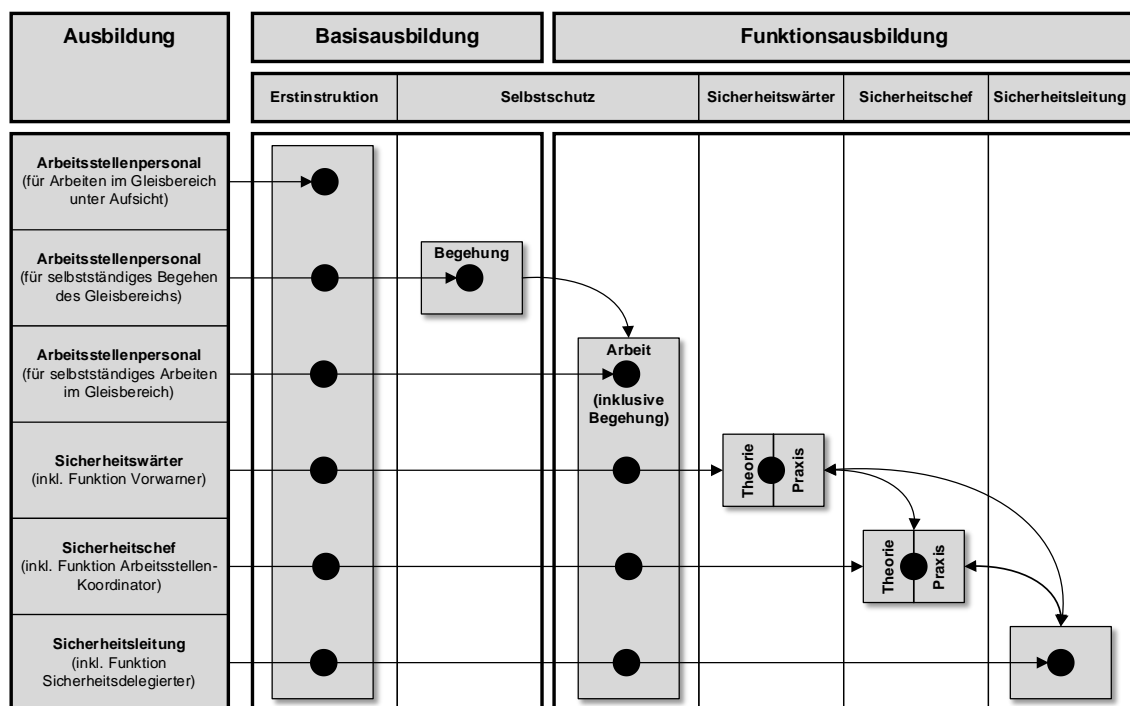 Ausbildung
Basisausbildung
Funktionsausbildung
Erstinstruktion
Selbstschutz
Sicherheitswärter
Sicherheitschef
Sicherheitsleitung
Arbeitsstellenpersonal
(für Arbeiten im Gleisbereich
unter Aufsicht)
Arbeitsstellenpersonal
(für selbstständiges Begehen
des Gleisbereichs)
Begehung
Arbeitsstellenpersonal
(für selbstständiges Arbeiten
im Gleisbereich)
Arbeit
(inklusive
Begehung)
Sicherheitswärter
(inkl. Funktion Vorwarner)
Theorie
Praxis
Sicherheitschef
(inkl. Funktion Arbeitsstellen-
Koordinator)
Theorie
Praxis
Sicherheitsleitung
(inkl. Funktion
Sicherheitsdelegierter)